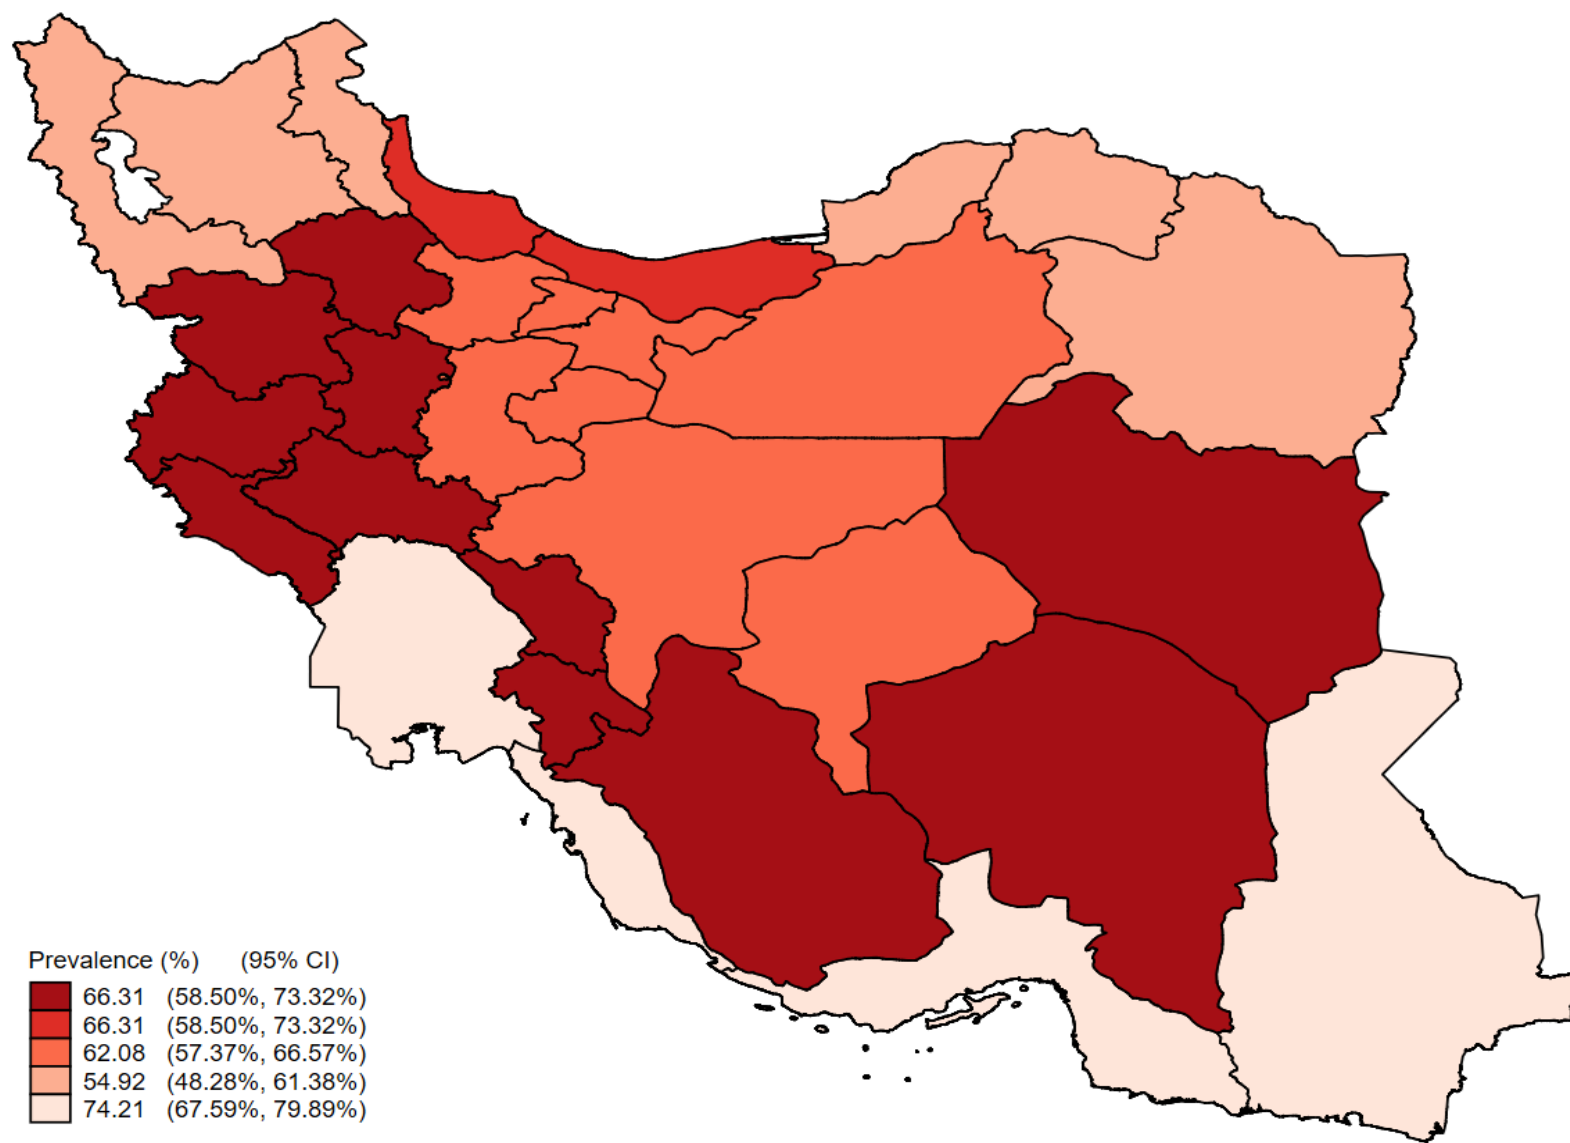 Prevalence (%) (95% CI)
66.31 (58.50%, 73.32%)
66.31 (58.50%, 73.32%)
62.08 (57.37%, 66.57%)
54.92 (48.28%, 61.38%)
74.21 (67.59%, 79.89%)